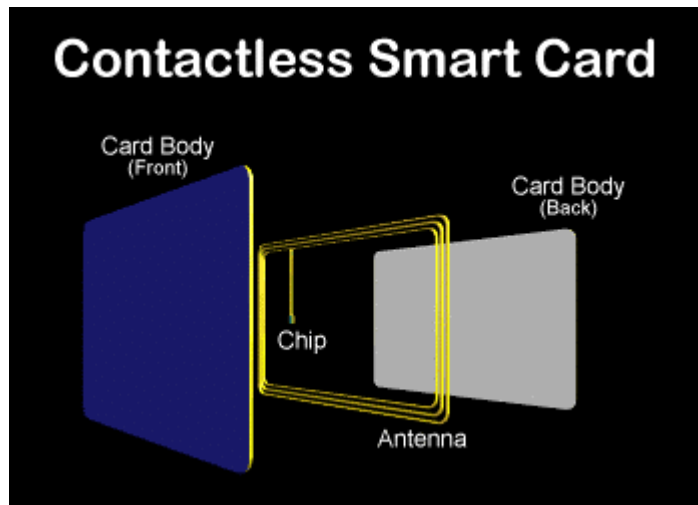 Contactless Smart Card
Card Body
(Front)
Card Body
(Back)
Chip
Antenna